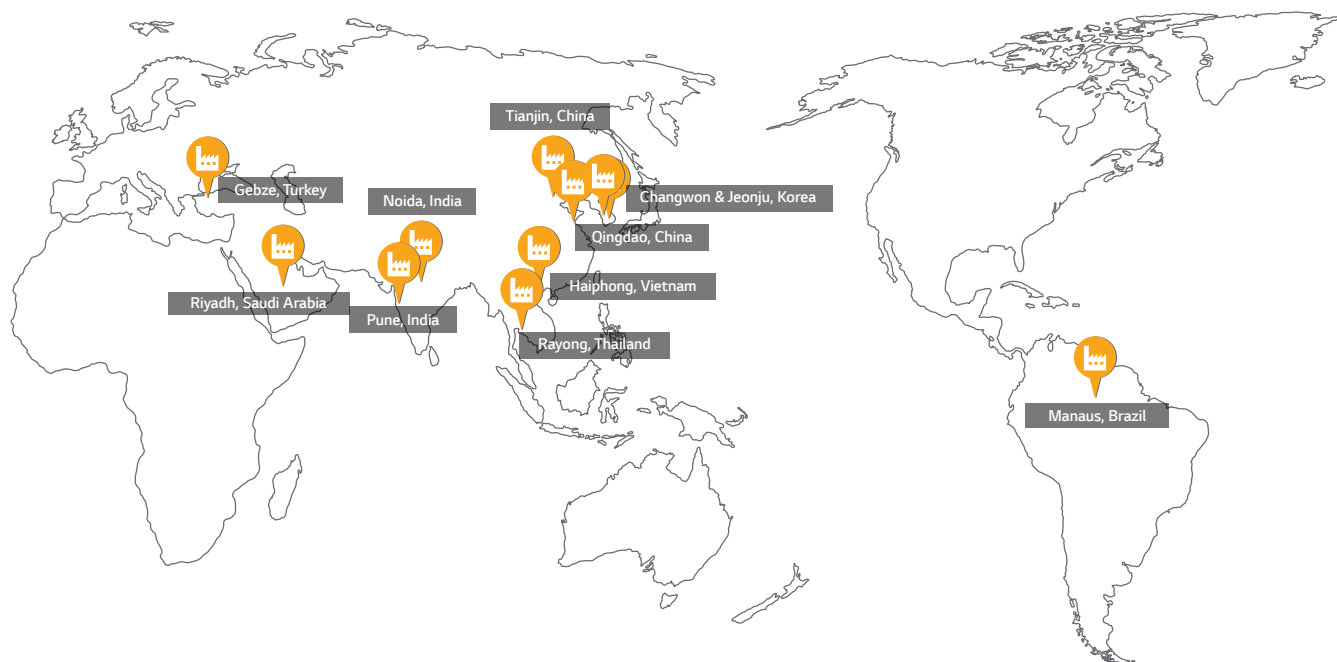 Tianjin, China
Gebze, Turkey
Noida, India
Changwon & Jeonju, Korea
Qingdao, China
Haiphong, Vietnam
Riyadh, Saudi Arabia
Pune, India
Rayong, Thailand
Manaus, Brazil